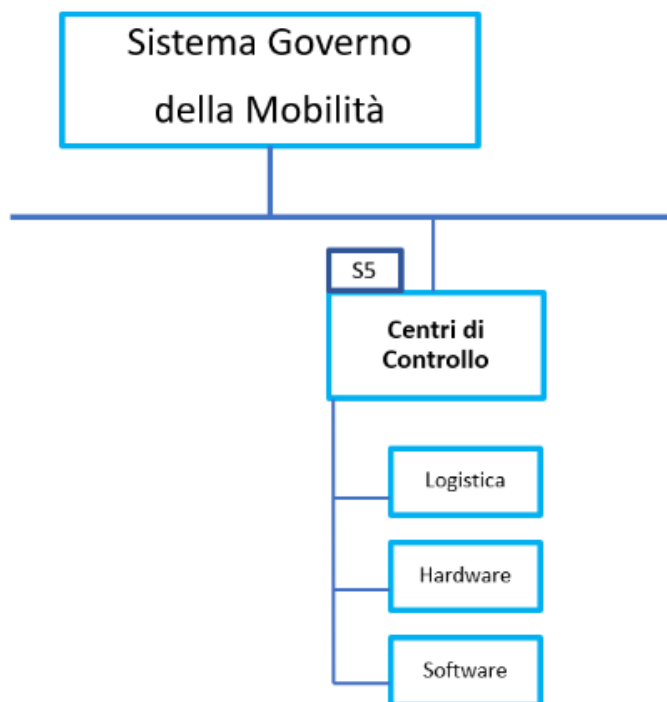 Sistema Governo
della Mobilità
S5
Centri di
Controllo
Logistica
Hardware
Software